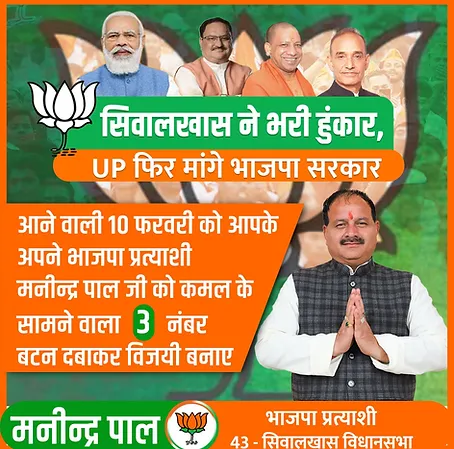 सिवालखास ने भरी हुंकार,
UP फिर मांगे भाजपा सरकार
आने वाली 10 फरवरी को आपके
अपने भाजपा प्रत्याशी
मनीन्द्र पाल जी को कमल के
सामने वाला 3 नंबर
बटन दबाकर विजयी बनाए
मनीन्द्र पाल
भाजपा प्रत्याशी
43 - सिवालखास विधानसभा